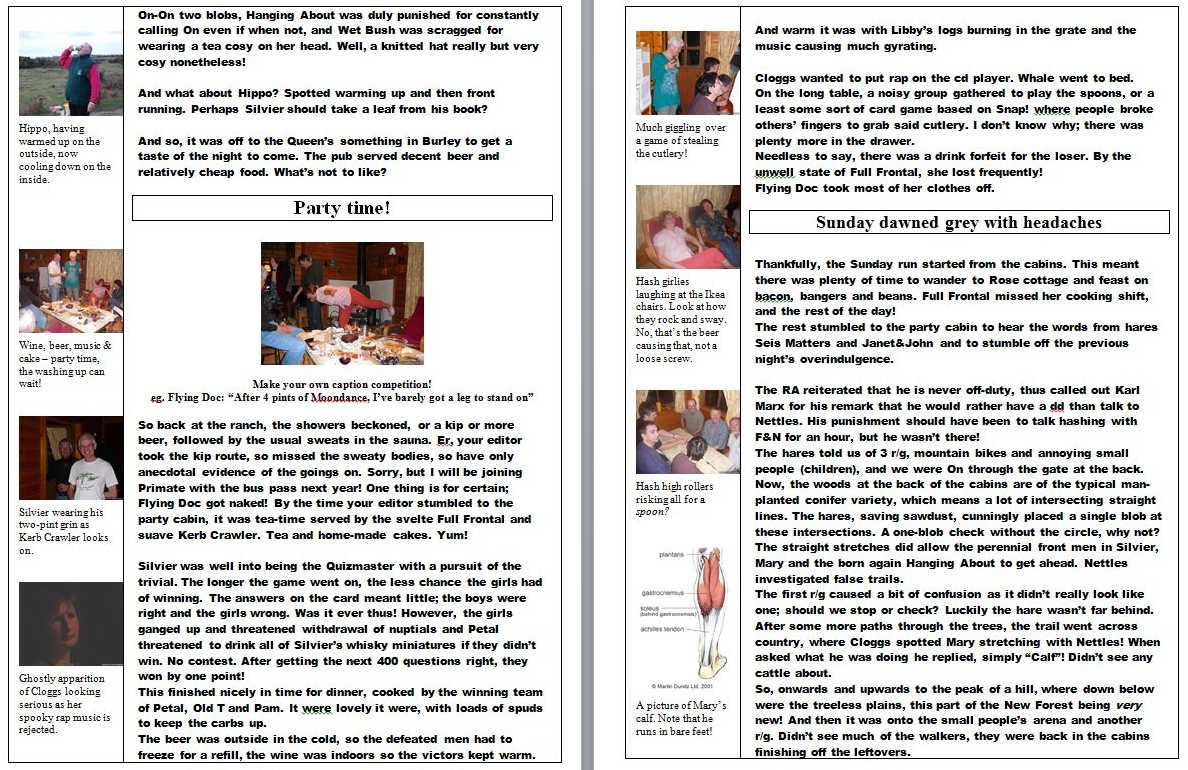 On-On two blobs, Hanging About was duly punished for constantly
calling On even if when not, and Wet Bush was scragged for
wearing a tea cosy on her head. Well, a knitted hat really but very
cosy nonetheless!
And what about Hippo? Spotted warming up and then front
running. Perhaps Silvier should take a leaf from his book?
And so, it was off to the Queen's something in Burley to get a
taste of the night to come. The pub served decent beer and
relatively cheap food. What's not to like?
Hippo, having
warmed up on the
outside, now
cooling down on the
inside.
Party time!
Wine, beer, music &
cake – party time,
the washing up can
wait!
Make your own caption competition!
eg. Flying Doc: “After 4 pints of Moondance, I've barely got a leg to stand on”
So back at the ranch, the showers beckoned, or a kip or more
beer, followed by the usual sweats in the sauna. Er, your editor
took the kip route, so missed the sweaty bodies, so have only
anecdotal evidence of the goings on. Sorry, but I will be joining
Primate with the bus pass next year! One thing is for certain;
Flying Doc got naked! By the time your editor stumbled to the
party cabin, it was tea-time served by the svelte Full Frontal and
suave Kerb Crawler. Tea and home-made cakes. Yum!
Silvier wearing his
two-pint grin as
Kerb Crawler looks
on.
Silvier was well into being the Quizmaster with a pursuit of the
trivial. The longer the game went on, the less chance the girls had
of winning. The answers on the card meant little; the boys were
right and the girls wrong. Was it ever thus! However, the girls
ganged up and threatened withdrawal of nuptials and Petal
threatened to drink all of Silvier's whisky miniatures if they didn't
win. No contest. After getting the next 400 questions right, they
won by one point!
This finished nicely in time for dinner, cooked by the winning team
of Petal, Old T and Pam. It were lovely it were, with loads of spuds
to keep the carbs up.
The beer was outside in the cold, so the defeated men had to
freeze for a refill, the wine was indoors so the victors kept warm.
Ghostly apparition
of Cloggs looking
serious as her
spooky rap music is
rejected.
And warm it was with Libby's logs burning in the grate and the
music causing much gyrating.
Cloggs wanted to put rap on the cd player. Whale went to bed.
On the long table, a noisy group gathered to play the spoons, or a
least some sort of card game based on Snap! where people broke
others' fingers to grab said cutlery. I don't know why; there was
plenty more in the drawer.
Needless to say, there was a drink forfeit for the loser. By the
unwell state of Full Frontal, she lost frequently!
Flying Doc took most of her clothes off.
Much giggling over
a game of stealing
the cutlery!
Sunday dawned grey with headaches
Thankfully, the Sunday run started from the cabins. This meant
there was plenty of time to wander to Rose cottage and feast on
bacon, bangers and beans. Full Frontal missed her cooking shift,
and the rest of the day!
The rest stumbled to the party cabin to hear the words from hares
Seis Matters and Janet&John and to stumble off the previous
night's overindulgence.
Hash girlies
laughing at the Ikea
chairs. Look at how
they rock and sway.
No, that's the beer
causing that, not a
loose screw.
The RA reiterated that he is never off-duty, thus called out Karl
Marx for his remark that he would rather have a dd than talk to
Nettles. His punishment should have been to talk hashing with
F&N for an hour, but he wasn't there!
The hares told us of 3 r/g, mountain bikes and annoying small
people (children), and we were On through the gate at the back.
Now, the woods at the back of the cabins are of the typical man-
planted conifer variety, which means a lot of intersecting straight
lines. The hares, saving sawdust, cunningly placed a single blob at
these intersections. A one-blob check without the circle, why not?
The straight stretches did allow the perennial front men in Silvier,
Mary and the born again Hanging About to get ahead. Nettles
investigated false trails.
The first r/g caused a bit of confusion as it didn't really look like
one; should we stop or check? Luckily the hare wasn't far behind.
After some more paths through the trees, the trail went across
country, where Cloggs spotted Mary stretching with Nettles! When
asked what he was doing he replied, simply “Calf”! Didn't see any
cattle about.
So, onwards and upwards to the peak of a hill, where down below
were the treeless plains, this part of the New Forest being very
new! And then it was onto the small people's arena and another
r/g. Didn't see much of the walkers, they were back in the cabins
finishing off the leftovers.
Hash high rollers
risking all for a
spoon?
plantaris
gastrocnemius
soleus
(behind gastrocnemius)
achilles tendon
© Martin Dunitz Ltd. 2001
A picture of Mary's
calf. Note that he
runs in bare feet!